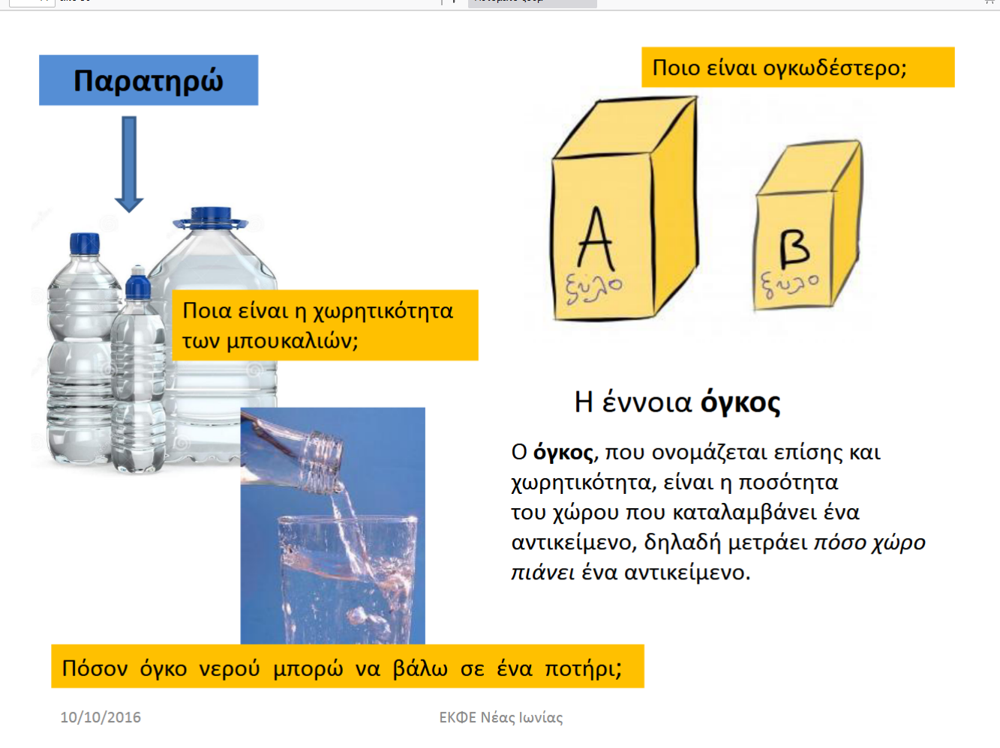 Παρατηρώ
Ποιο είναι ογκωδέστερο;
Α
ξύλο
Β
ξύλο
Ποια είναι η χωρητικότητα
των μπουκαλιών;
Η έννοια όγκος
Ο όγκος, που ονομάζεται επίσης και
χωρητικότητα, είναι η ποσότητα
του χώρου που καταλαμβάνει ένα
αντικείμενο, δηλαδή μετράει πόσο χώρο
πιάνει ένα αντικείμενο.
Πόσον όγκο νερού μπορώ να βάλω σε ένα ποτήρι;
10/10/2016
ΕΚΦΕ Νέας Ιωνίας